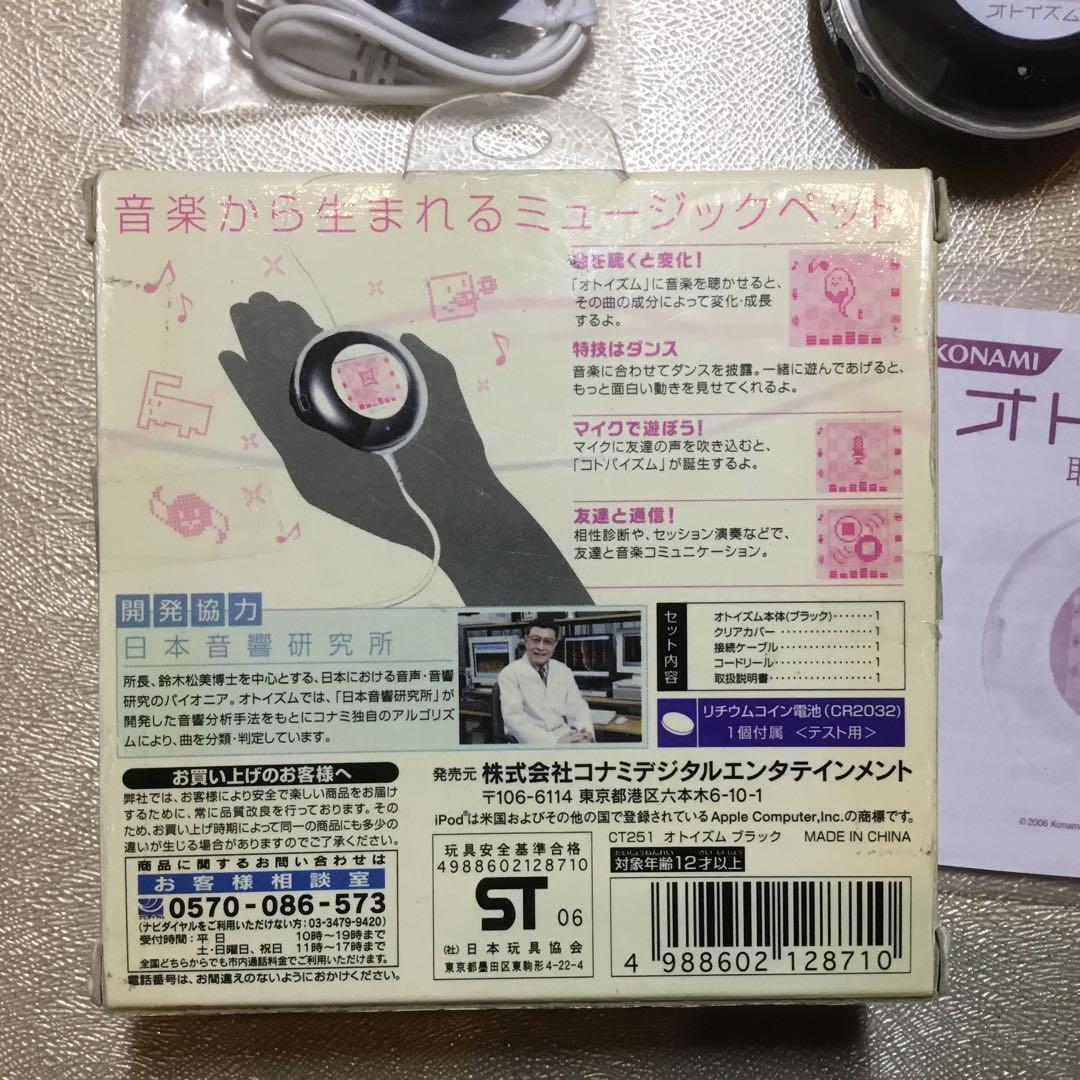 オトイズム
音楽から生まれるミュージックペット
を聴くと変化!
「オトイズム」に音楽を聴かせると、
その曲の成分によって変化・成長
するよ。
特技はダンス
音楽に合わせてダンスを披露。一緒に遊んであげると、
もっと面白い動きを見せてくれるよ。
マイクで遊ぼう!
マイクに友達の声を吹き込むと、
「コトバイズム」が誕生するよ。
友達と通信!
相性診断や、セッション演奏などで、
友達と音楽コミュニケーション。
開発協力
日本音響研究所
所長、鈴木松美博士を中心とする、日本における音声・音響
研究のパイオニア。オトイズムでは、「日本音響研究所」が
開発した音響分析手法をもとにコナミ独自のアルゴリズ
ムにより、曲を分類・判定しています。
セット内容
オトイズム本体(ブラック)・・・・・・・1
クリアカバー・・・・・・・・・・・・・・・・1
接続ケーブル・・・・・・・・・・・・・・・・1
コードリール・・・・・・・・・・・・・・・・1
取扱説明書・・・・・・・・・・・・・・・・・1
リチウムコイン電池(CR2032)
1個付属 <テスト用>
お買い上げのお客様へ
弊社では、お客様により安全で楽しい商品をお届け
するために、常に品質改良を行っております。その
ため、お買い上げ時期によって同一の商品にも多少の
違いが生じる場合がありますのでご了承ください。
商品に関するお問い合わせは
お客様相談室
0570-086-573
(ナビダイヤルをご利用いただけない方:03-3479-9420)
受付時間:平日 10時〜19時まで
土・日曜日、祝日 11時〜17時まで
全国どちらからでも市内通話料金でご利用いただけます。
電話番号は、お間違えのないようにおかけください。
発売元 株式会社コナミデジタルエンタテインメント
〒106-6114 東京都港区六本木6-10-1
iPod®は米国およびその他の国で登録されているApple Computer,Inc.の商標です。
CT251 オトイズム ブラック MADE IN CHINA
玩具安全基準合格
4988602128710
ST 06
(社)日本玩具協会
東京都墨田区東駒形4-22-4
たいしょうねんれい さいいじょう
対象年齢12才以上
4 988602 128710
KONAMI
オト
取
©2006 Konam